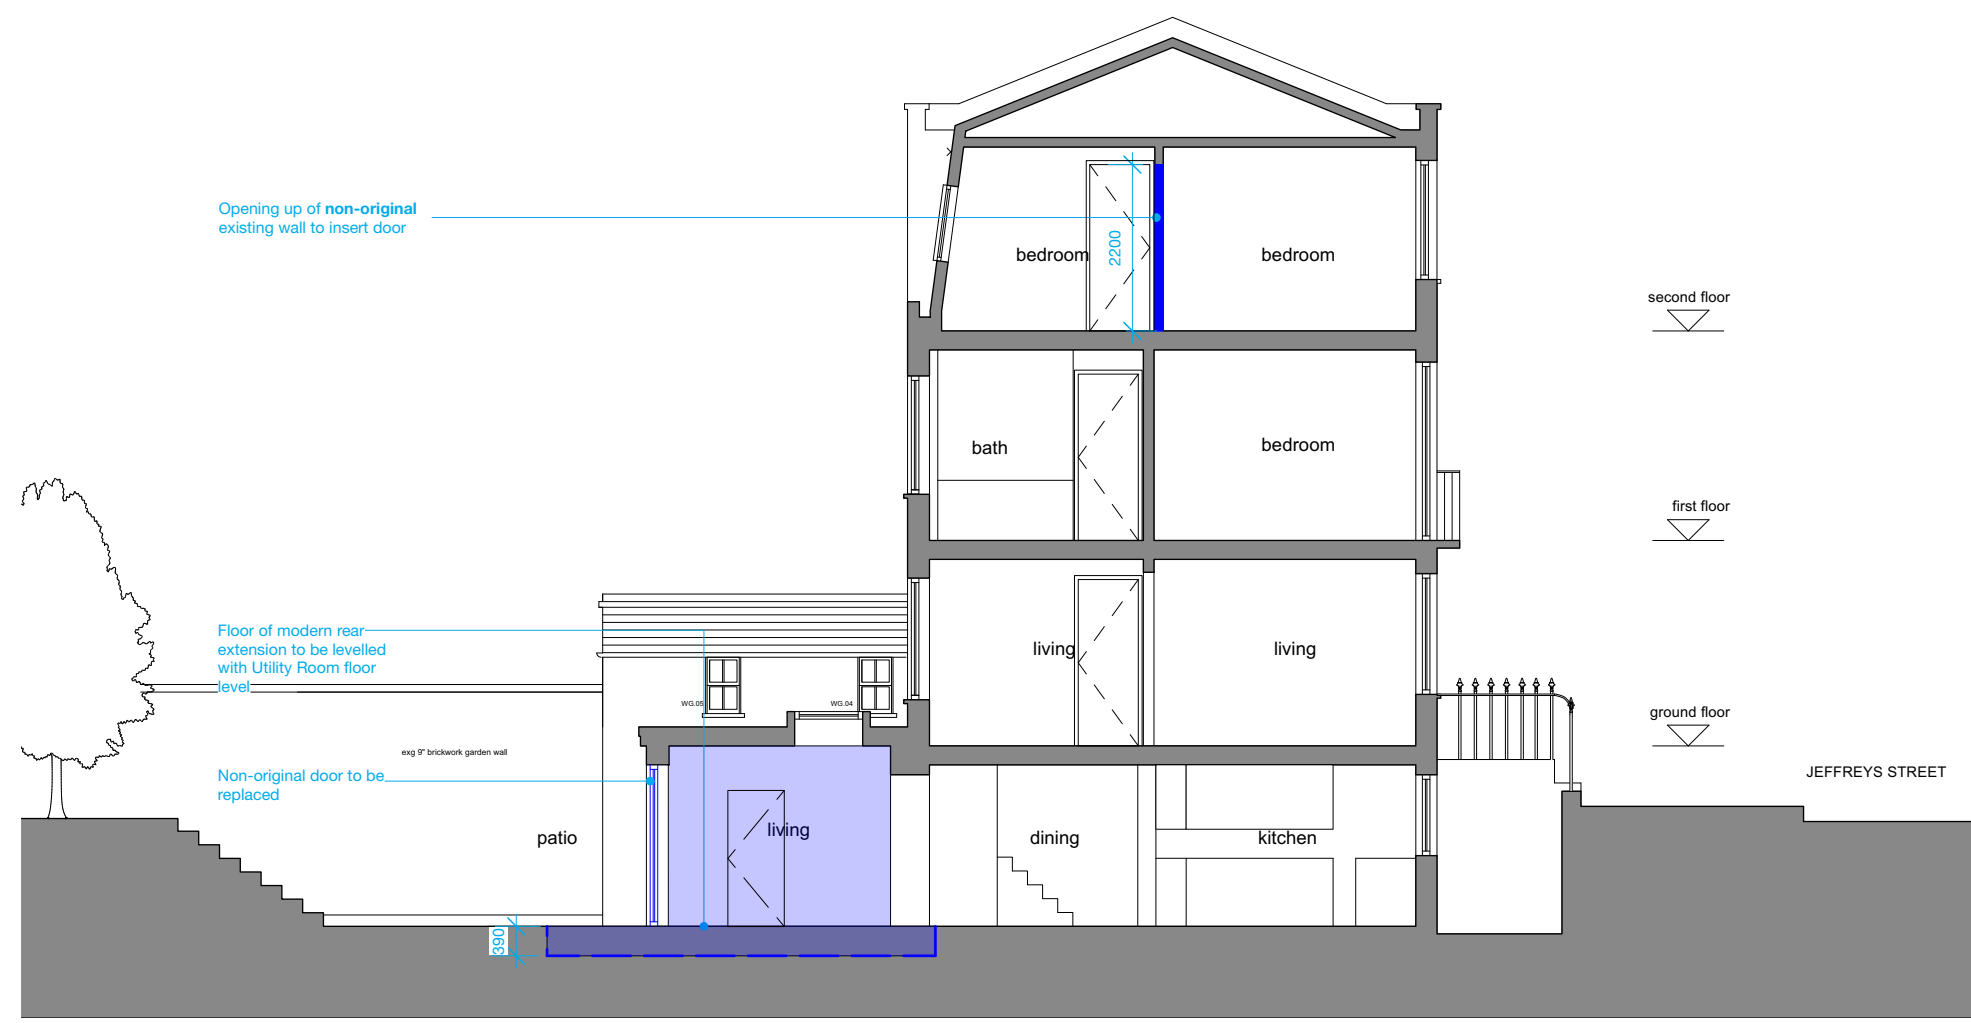 Opening up of non-original
existing wall to insert door
2200
bedroom
bedroom
second floor
bath
bedroom
first floor
Floor of modern rear
extension to be levelled
with Utility Room floor
level
living
living
WG.05
WG.04
ground floor
exg 9" brickwork garden wall
Non-original door to be
replaced
JEFFREYS STREET
patio
living
dining
kitchen
390